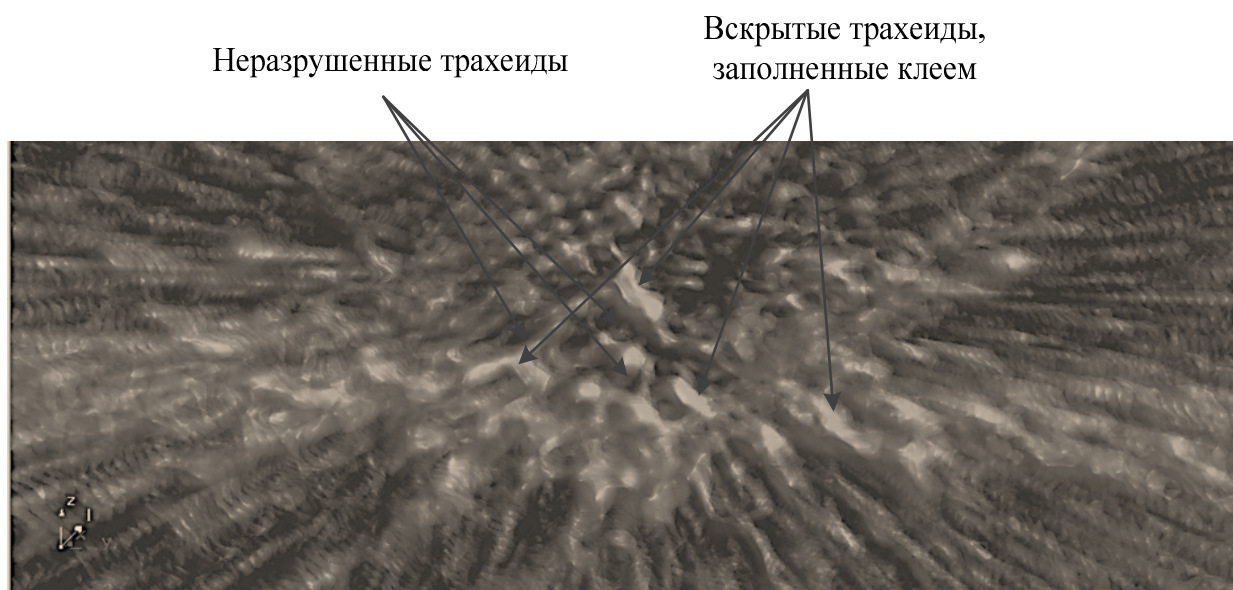 Неразрушенные трахеиды
Вскрытые трахеиды,
заполненные клеем
z
y